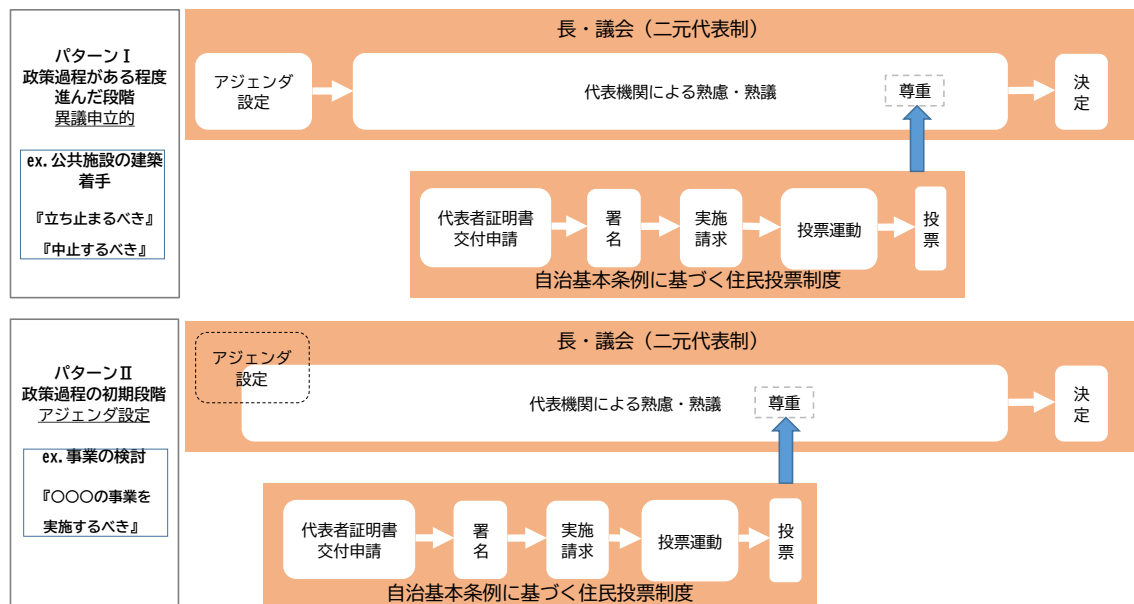 パターンⅠ
政策過程がある程度
進んだ段階
異議申立的
ex.公共施設の建築
着手
『立ち止まるべき』
『中止するべき』
長・議会（二元代表制）
アジェンダ
設定
代表機関による熟慮・熟議
尊重
決
定
代表者証明書
交付申請
署
名
実施
請求
投票運動
投
票
自治基本条例に基づく住民投票制度
パターンⅡ
政策過程の初期段階
アジェンダ設定
ex.事業の検討
『〇〇〇の事業を
実施するべき』
長・議会（二元代表制）
アジェンダ
設定
代表機関による熟慮・熟議
尊重
決
定
代表者証明書
交付申請
署
名
実施
請求
投票運動
投
票
自治基本条例に基づく住民投票制度